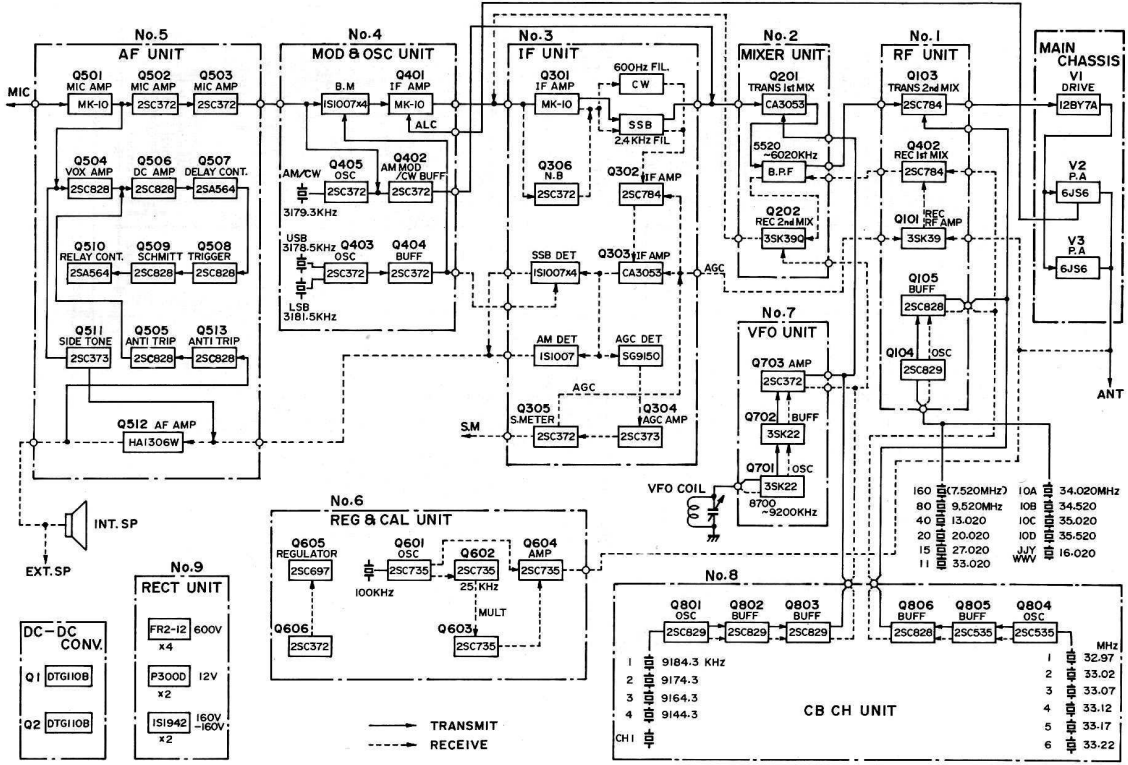 No.5
AF UNIT
MIC
Q501
MIC AMP
MK-10
Q502
MIC AMP
2SC372
Q503
MIC AMP
2SC372
Q504
VOX AMP
2SC828
Q506
DC AMP
2SC828
Q507
DELAY CONT.
2SA564
Q510
RELAY CONT.
2SA564
Q509
SCHMITT
2SC828
Q508
TRIGGER
2SC828
Q511
SIDE TONE
2SC373
Q505
ANTI TRIP
2SC828
Q513
ANTI TRIP
2SC828
Q512 AF AMP
HA1306W
INT. SP
EXT. SP
No.4
MOD & OSC UNIT
B.M
1S1007X4
Q401
IF AMP
MK-10
ALC
Q405
OSC
2SC372
Q402
AM MOD
/CW BUFF
2SC372
AM/CW
3179.3KHz
USB
3178.5KHz
Q403
OSC
2SC372
Q404
BUFF
2SC372
LSB
3181.5KHz
No.3
IF UNIT
Q301
IF AMP
MK-10
600Hz FIL.
CW
SSB
2.4KHz FIL
Q306
N.B
2SC372
Q302
IF AMP
2SC784
SSB DET
1S1007X4
Q303
IF AMP
CA3053
AGC
AM DET
1S1007
AGC DET
SG9150
AGC
Q305
S.METER
2SC372
Q304
AGC AMP
2SC373
S.M
No.2
MIXER UNIT
Q201
TRANS 1st MIX
CA3053
5520
~6020KHz
B.P.F
Q202
REC 2nd MIX
3SK39Q
No.1
RF UNIT
Q103
TRANS 2nd MIX
2SC784
Q402
REC 1st MIX
2SC784
Q101
REC
RF AMP
3SK39
Q105
BUFF
2SC828
Q104
OSC
2SC829
MAIN
CHASSIS
V1
DRIVE
12BY7A
V2
P.A
6JS6
V3
P.A
6JS6
ANT
No.7
VFO UNIT
Q703 AMP
2SC372
Q702
BUFF
3SK22
Q701
OSC
3SK22
VFO COIL
8700
~9200KHz
160 (7.520MHz)
80 9.520MHz
40 13.020
20 20.020
15 27.020
11 33.020
10A 34.020MHz
10B 34.520
10C 35.020
10D 35.520
JJY
WWV 16.020
No.6
REG & CAL UNIT
Q605
REGULATOR
2SC697
Q601
OSC
2SC735
100KHz
Q602
2SC735
25KHz
Q604
AMP
2SC735
MULT
Q606
2SC372
Q603
2SC735
No.9
RECT UNIT
FR2-12 600V
x4
P300D 12V
x2
1S1942 160V
-160V
x2
DC-DC
CONV.
Q1 DTG110B
Q2 DTG110B
TRANSMIT
RECEIVE
No.8
Q801
OSC
2SC829
Q802
BUFF
2SC829
Q803
BUFF
2SC829
Q806
BUFF
2SC828
Q805
BUFF
2SC535
Q804
OSC
2SC535
1 9184.3 KHz
2 9174.3
3 9164.3
4 9144.3
CH1
CB CH UNIT
MHz
1 32.97
2 33.02
3 33.07
4 33.12
5 33.17
6 33.22